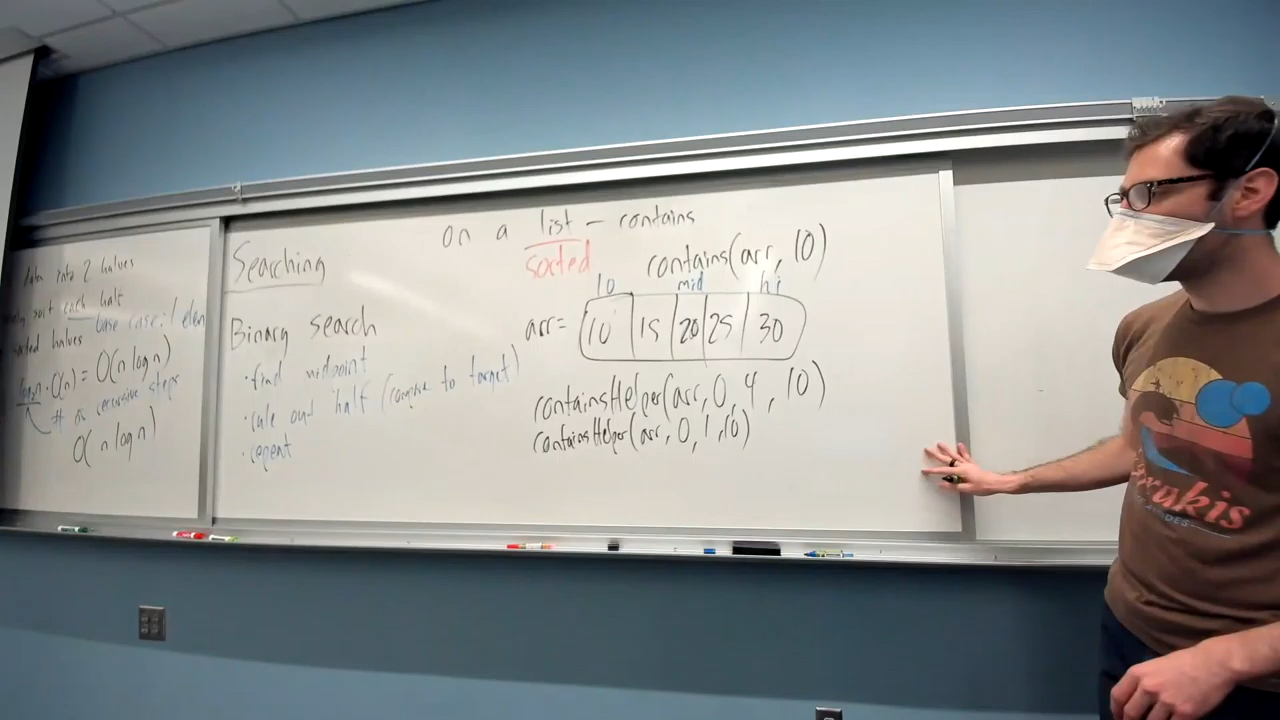 data into 2 halves
sort each half
base case: 1 elem
sorted halves
log n · O(n) = O(n log n)
# of recursive steps
O(n log n)
on a list – contains
sorted
Searching
Binary search
· find midpoint
· rule out half (compare to target)
· repeat
contains(arr, 10)
lo mid hi
arr= 10 15 20 25 30
containsHelper(arr, 0, 4, 10)
containsHelper(arr, 0, 1, 10)